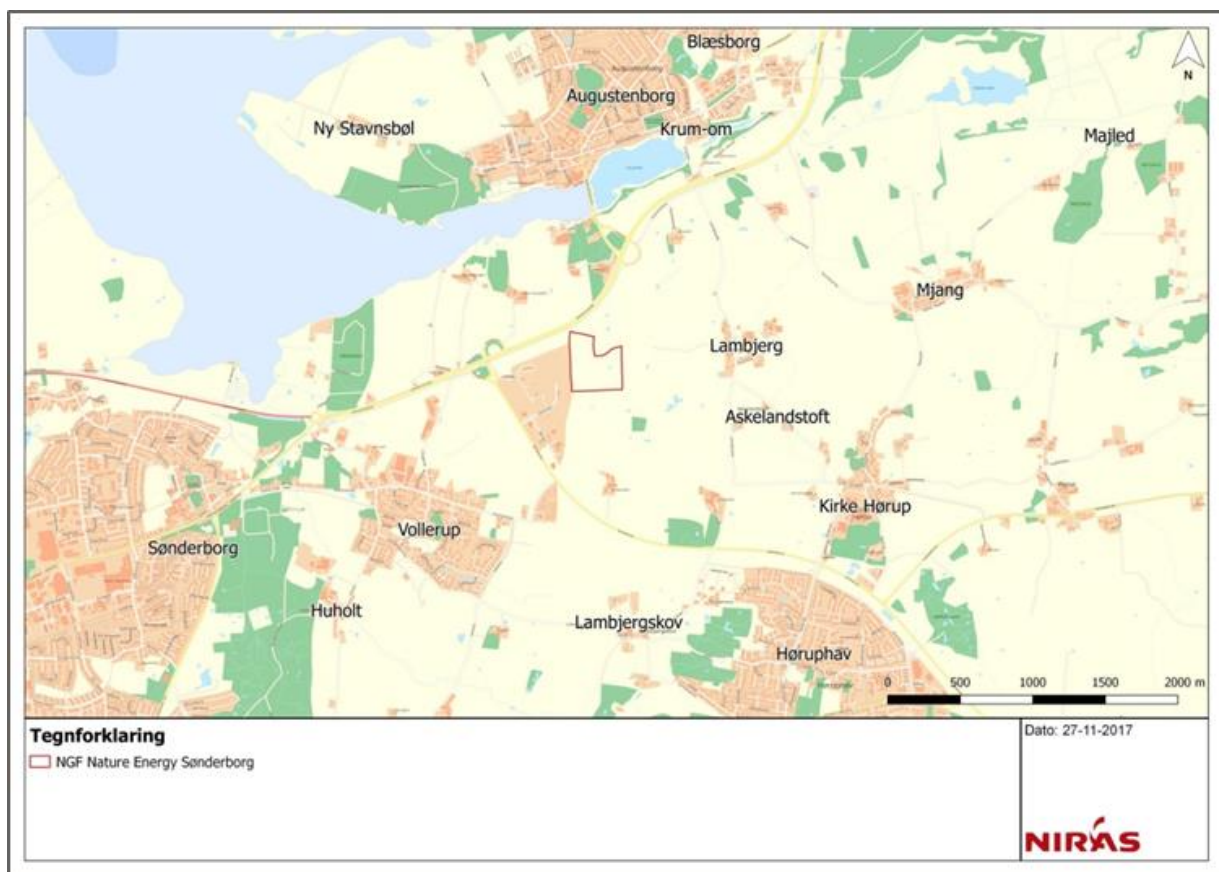 Blæsborg
Augustenborg
N
Ny Stavnsbøl
Krum-om
Majled
Mjang
Lambjerg
Askelandstoft
Kirke Hørup
Vollerup
Sønderborg
Huholt
Lambjergskov
Høruphav
0 500 1000 1500 2000 m
Tegnforklaring
NGF Nature Energy Sønderborg
Dato: 27-11-2017
NIRAS